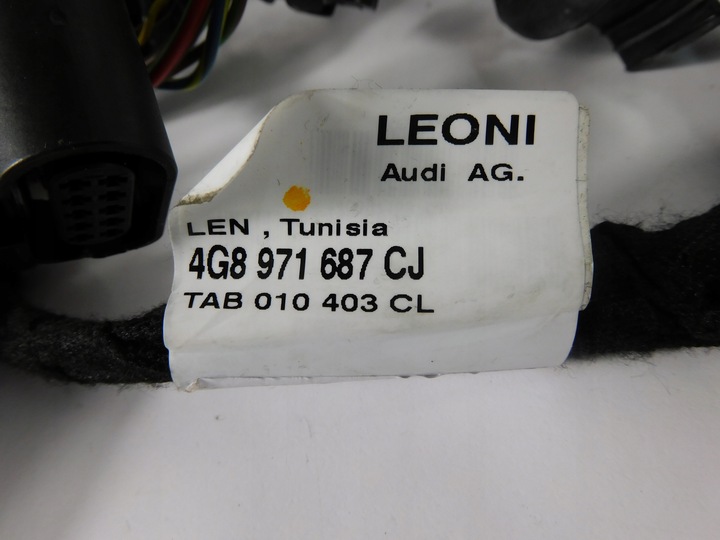 LEONI
Audi AG.
LEN , Tunisia
4G8 971 687 CJ
TAB 010 403 CL